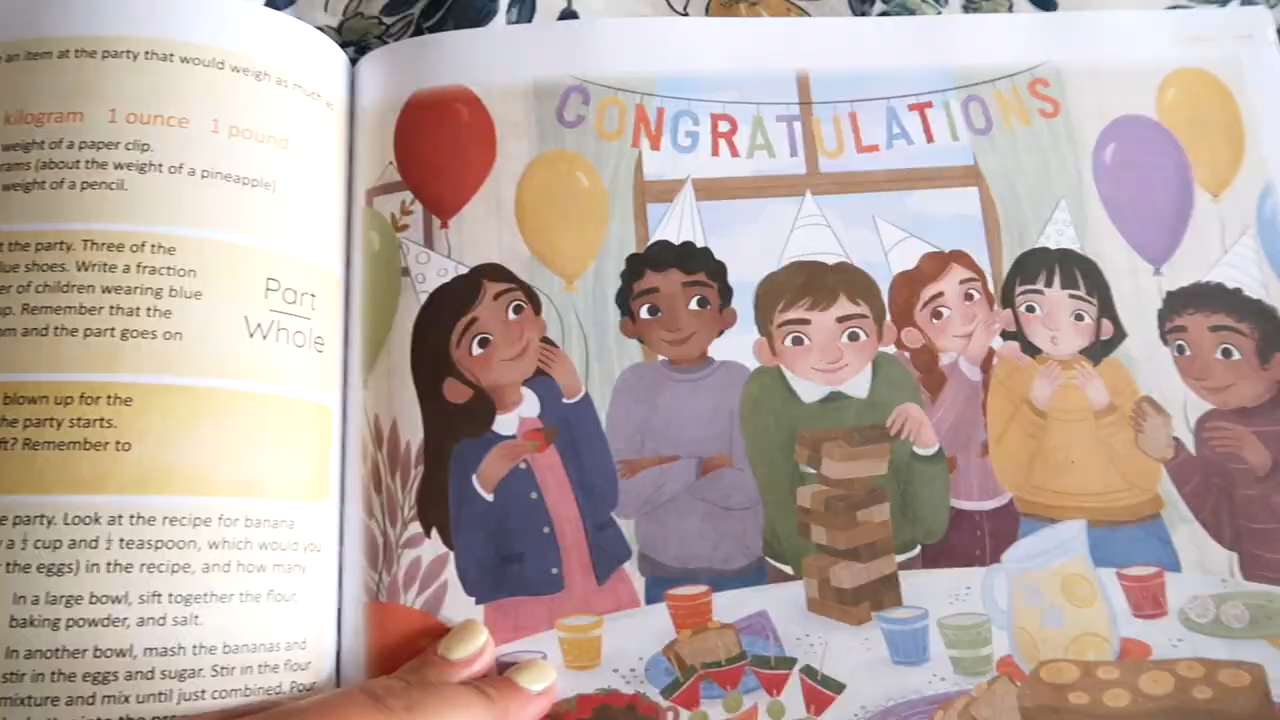 an item at the party that would weigh as much as
kilogram 1 ounce 1 pound
weight of a paper clip.
rams (about the weight of a pineapple)
weight of a pencil.
t the party. Three of the
lue shoes. Write a fraction
er of children wearing blue
up. Remember that the
om and the part goes on
Part
Whole
blown up for the
he party starts.
ft? Remember to
e party. Look at the recipe for banana
a ½ cup and ½ teaspoon, which would you
the eggs) in the recipe, and how many
In a large bowl, sift together the flour,
baking powder, and salt.
In another bowl, mash the bananas and
stir in the eggs and sugar. Stir in the flour
mixture and mix until just combined. Pour
CONGRATULATIONS